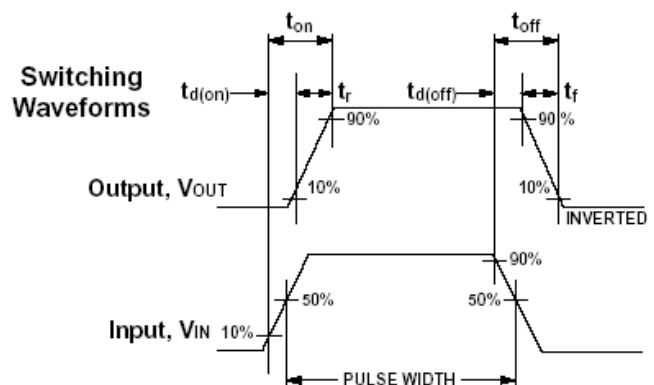 ton
toff
Switching
Waveforms
td(on)
tr
td(off)
tf
90%
90%
Output, VOUT
10%
10%
INVERTED
90%
50%
50%
Input, VIN
10%
PULSE WIDTH